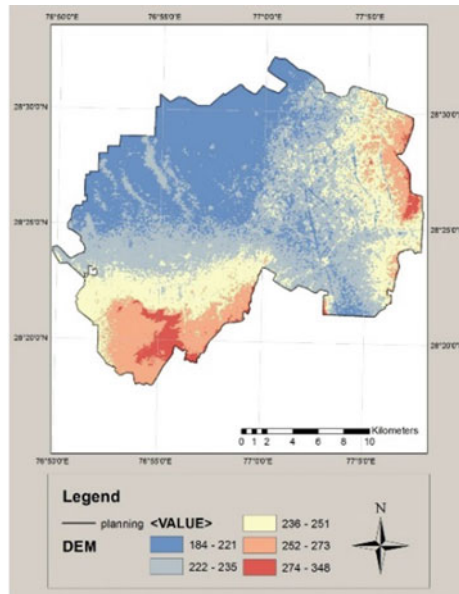 76°50'0"E 76°55'0"E 77°0'0"E 77°5'0"E
28°30'0"N 28°30'0"N
28°25'0"N 28°25'0"N
28°20'0"N 28°20'0"N
Kilometers
0 1 2 4 6 8 10
76°50'0"E 76°55'0"E 77°0'0"E 77°5'0"E
Legend
planning <VALUE> 236 - 251
DEM 184 - 221 252 - 273
222 - 235 274 - 348
N